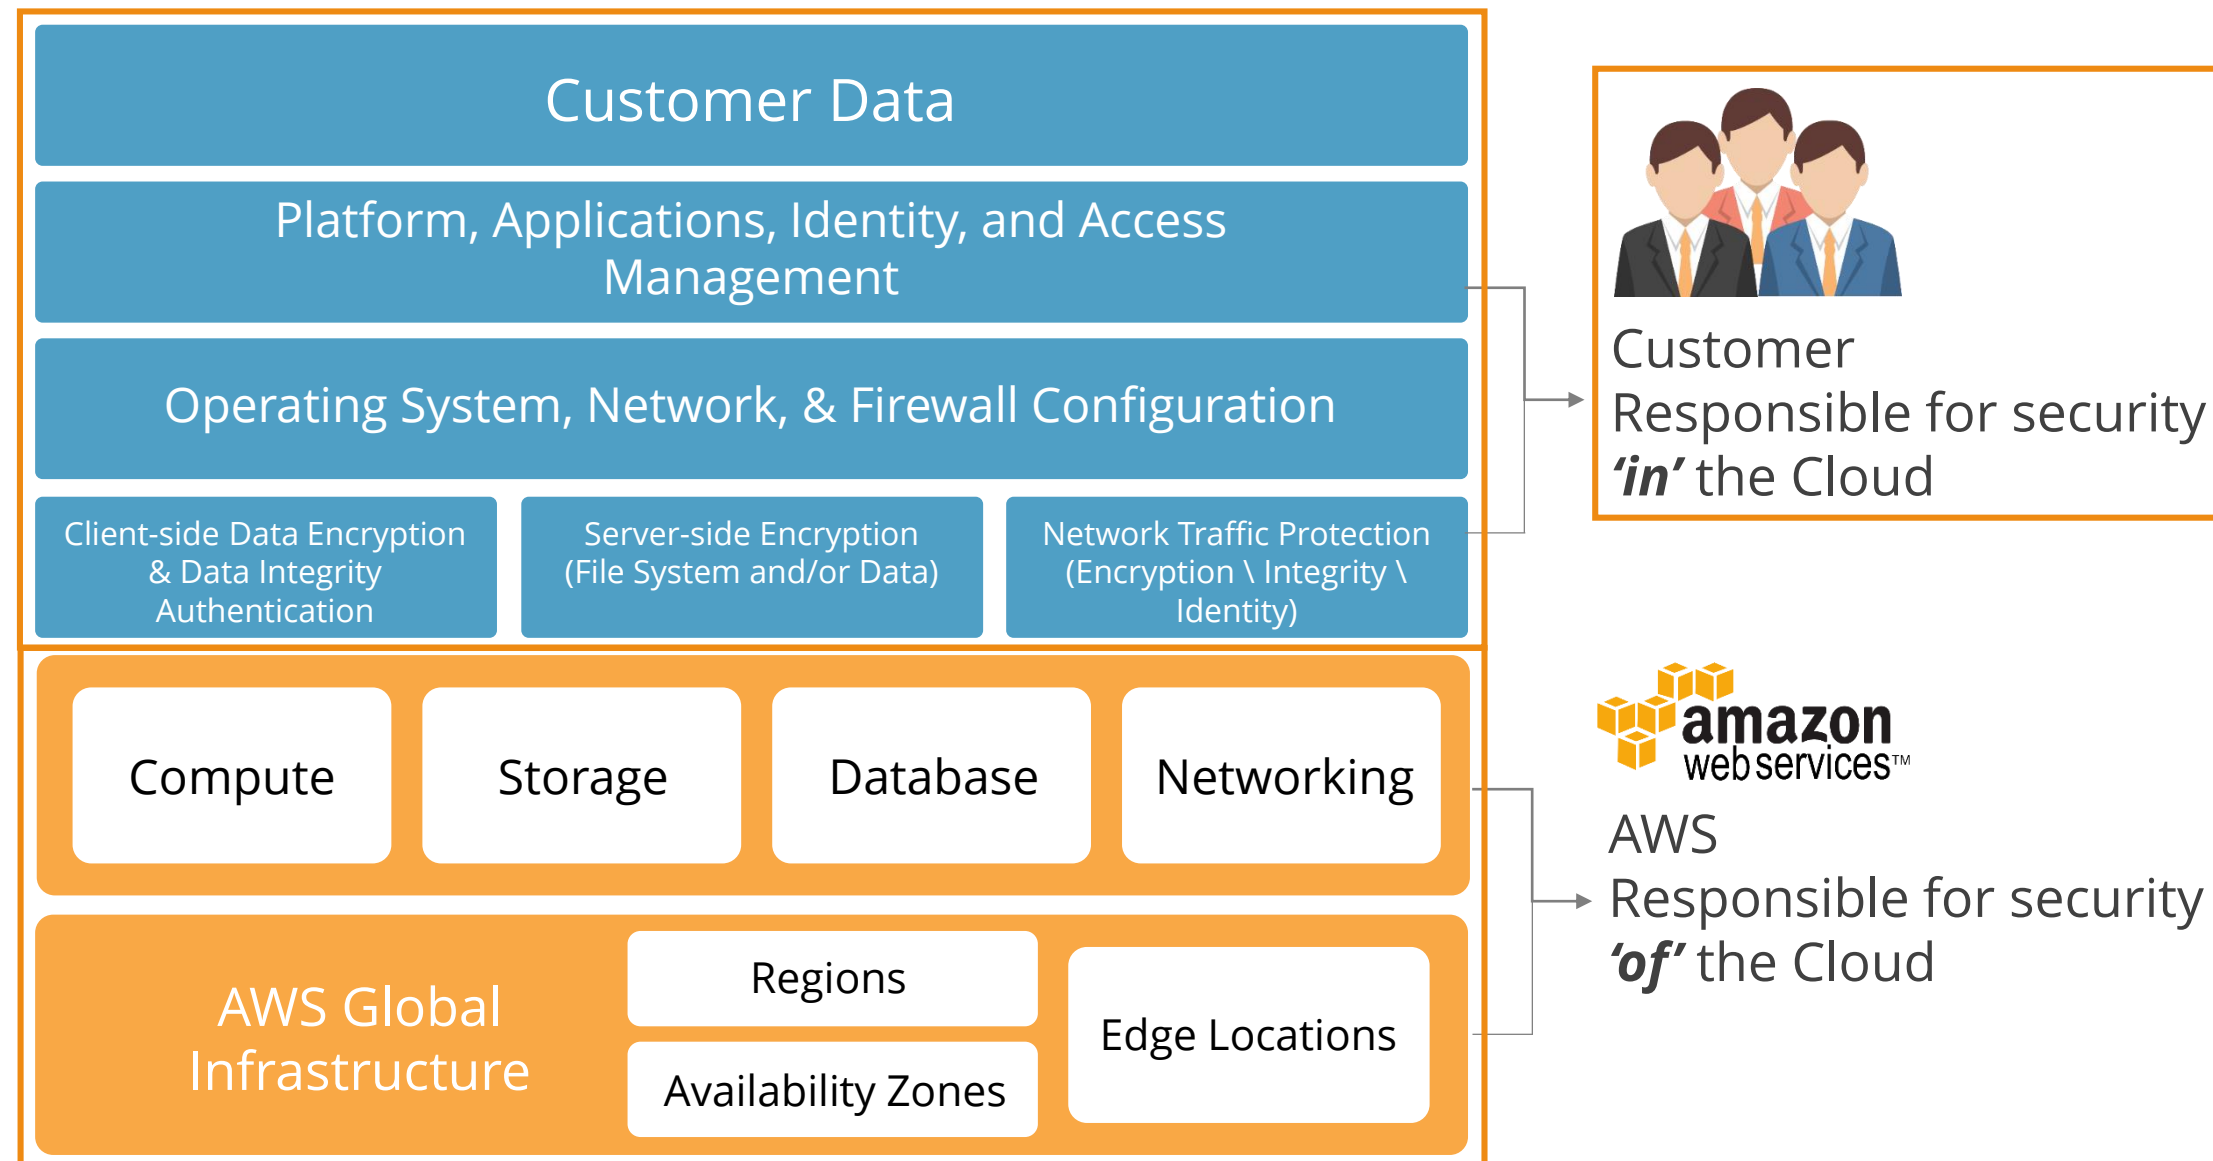 Customer Data
Platform, Applications, Identity, and Access
Management
Operating System, Network, & Firewall Configuration
Client-side Data Encryption
& Data Integrity
Authentication
Server-side Encryption
(File System and/or Data)
Network Traffic Protection
(Encryption \ Integrity \
Identity)
Customer
Responsible for security
‘in’ the Cloud
Compute
Storage
Database
Networking
AWS Global
Infrastructure
Regions
Availability Zones
Edge Locations
amazon
web services™
AWS
Responsible for security
‘of’ the Cloud